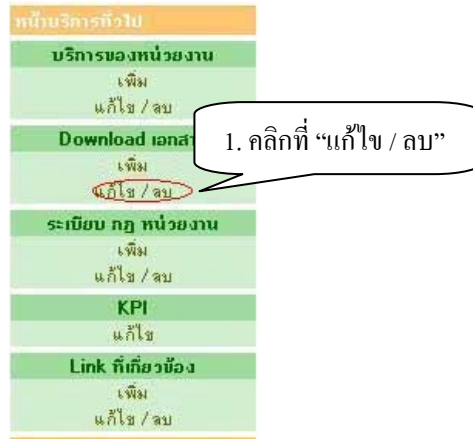 หน้าบริการทั่วไป
บริการของหน่วยงาน
เพิ่ม
แก้ไข / ลบ
Download เอกสา
1. คลิกที่ “แก้ไข / ลบ”
เพิ่ม
แก้ไข / ลบ
ระเบียบ กฎ หน่วยงาน
เพิ่ม
แก้ไข / ลบ
KPI
แก้ไข
Link ที่เกี่ยวข้อง
เพิ่ม
แก้ไข / ลบ